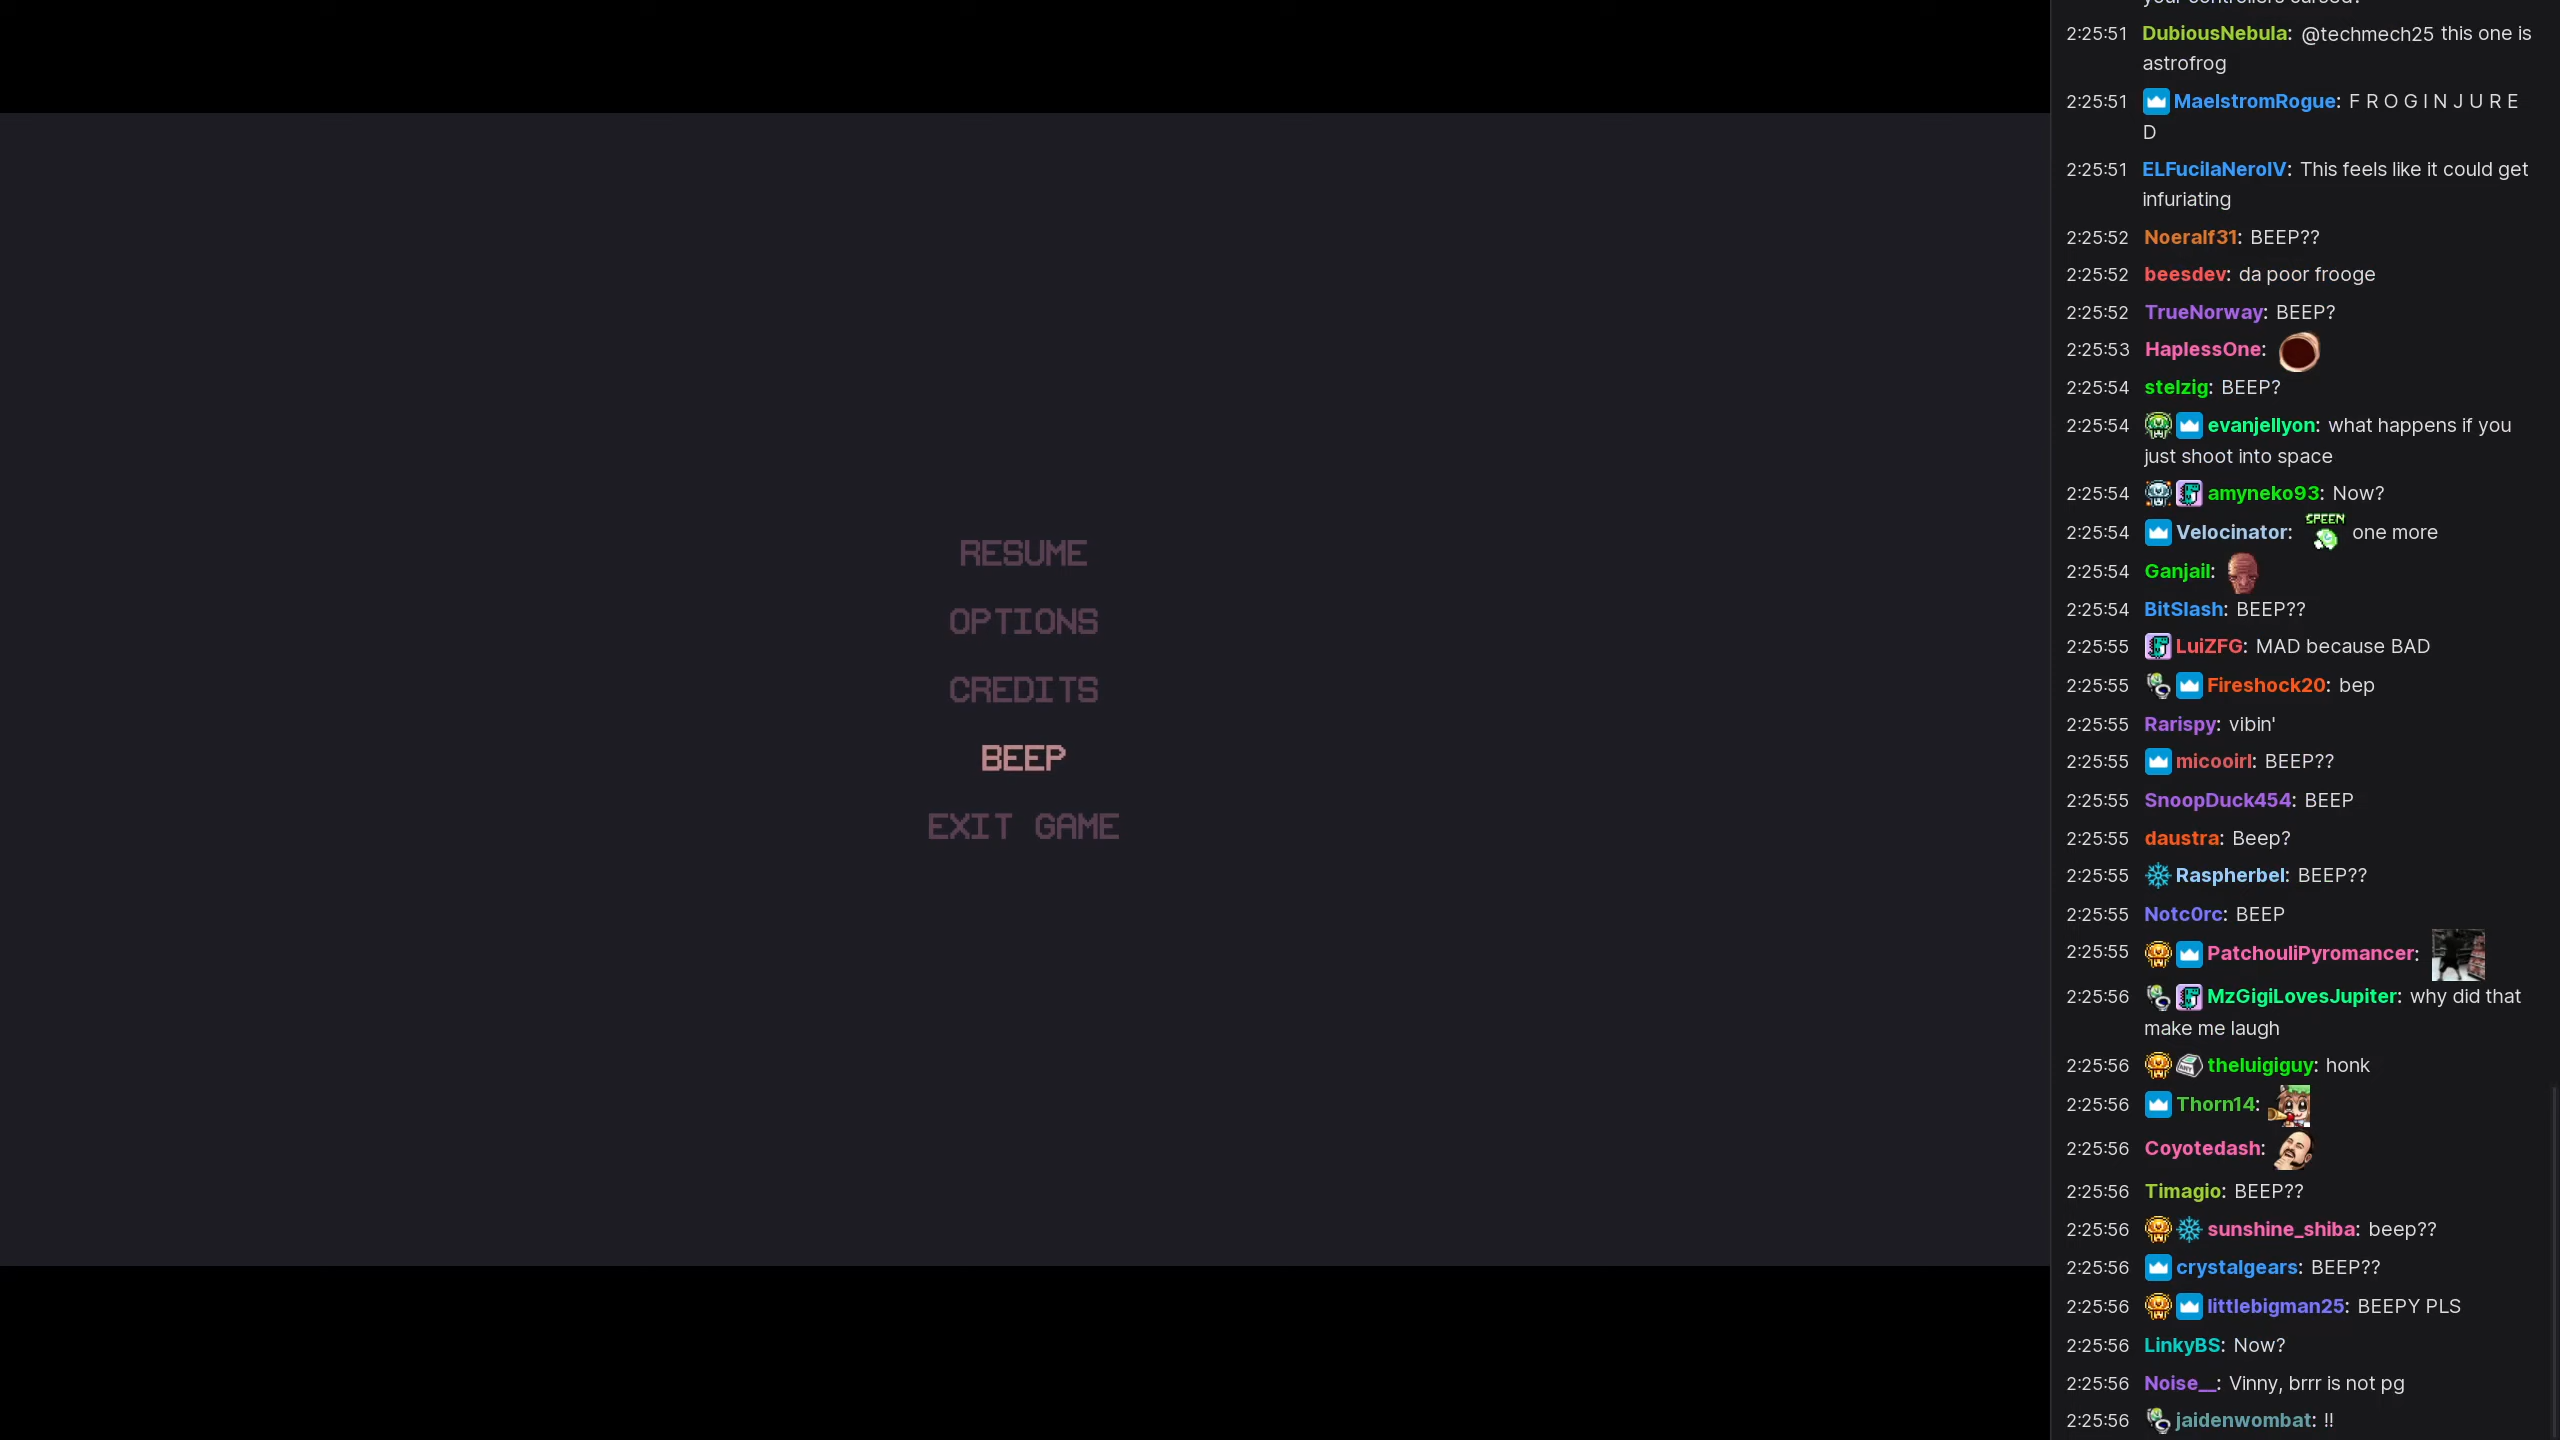 RESUME
OPTIONS
CREDITS
BEEP
EXIT GAME
2:25:51 DubiousNebula: @techmech25 this one is
astrofrog
2:25:51 MaelstromRogue: F R O G I N J U R E
D
2:25:51 ELFucilaNeroIV: This feels like it could get
infuriating
2:25:52 Noeralf31: BEEP??
2:25:52 beesdev: da poor frooge
2:25:52 TrueNorway: BEEP?
2:25:53 HaplessOne:
2:25:54 stelzig: BEEP?
2:25:54 evanjellyon: what happens if you
just shoot into space
2:25:54 amyneko93: Now?
2:25:54 Velocinator: SPEEN one more
2:25:54 Ganjail:
2:25:54 BitSlash: BEEP??
2:25:55 LuiZFG: MAD because BAD
2:25:55 Fireshock20: bep
2:25:55 Rarispy: vibin'
2:25:55 micooirl: BEEP??
2:25:55 SnoopDuck454: BEEP
2:25:55 daustra: Beep?
2:25:55 Raspherbel: BEEP??
2:25:55 Notc0rc: BEEP
2:25:55 PatchouliPyromancer:
2:25:56 MzGigiLovesJupiter: why did that
make me laugh
2:25:56 theluigiguy: honk
2:25:56 Thorn14:
2:25:56 Coyotedash:
2:25:56 Timagio: BEEP??
2:25:56 sunshine_shiba: beep??
2:25:56 crystalgears: BEEP??
2:25:56 littlebigman25: BEEPY PLS
2:25:56 LinkyBS: Now?
2:25:56 Noise__: Vinny, brrr is not pg
2:25:56 jaidenwombat: !!